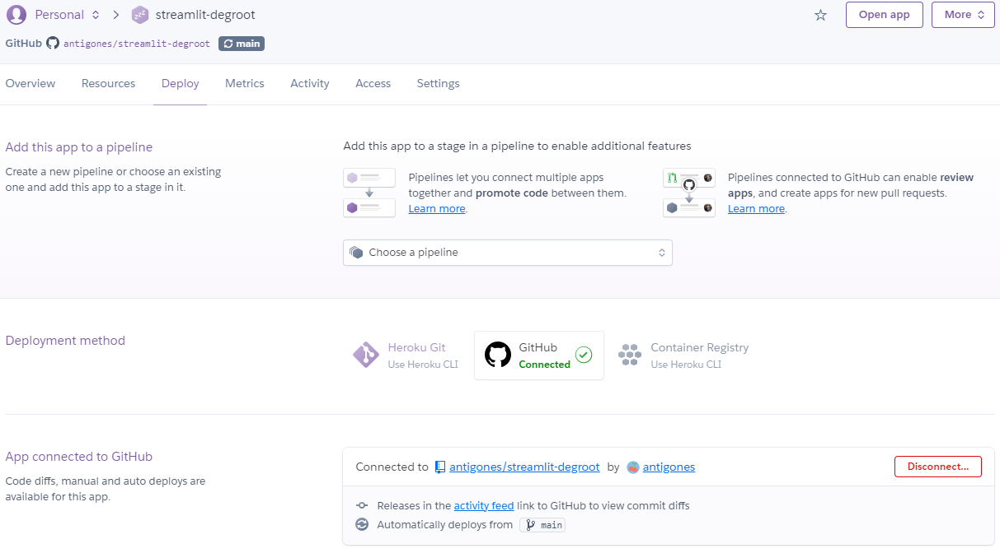 Personal streamlit-degroot Open app More
GitHub antigones/streamlit-degroot main
Overview Resources Deploy Metrics Activity Access Settings
Add this app to a pipeline
Create a new pipeline or choose an existing
one and add this app to a stage in it.
Add this app to a stage in a pipeline to enable additional features
Pipelines let you connect multiple apps
together and promote code between them.
Learn more.
Pipelines connected to GitHub can enable review
apps, and create apps for new pull requests.
Learn more.
Choose a pipeline
Deployment method
Heroku Git
Use Heroku CLI
GitHub
Connected
Container Registry
Use Heroku CLI
App connected to GitHub
Code diffs, manual and auto deploys are
available for this app.
Connected to antigones/streamlit-degroot by antigones Disconnect...
Releases in the activity feed link to GitHub to view commit diffs
Automatically deploys from main